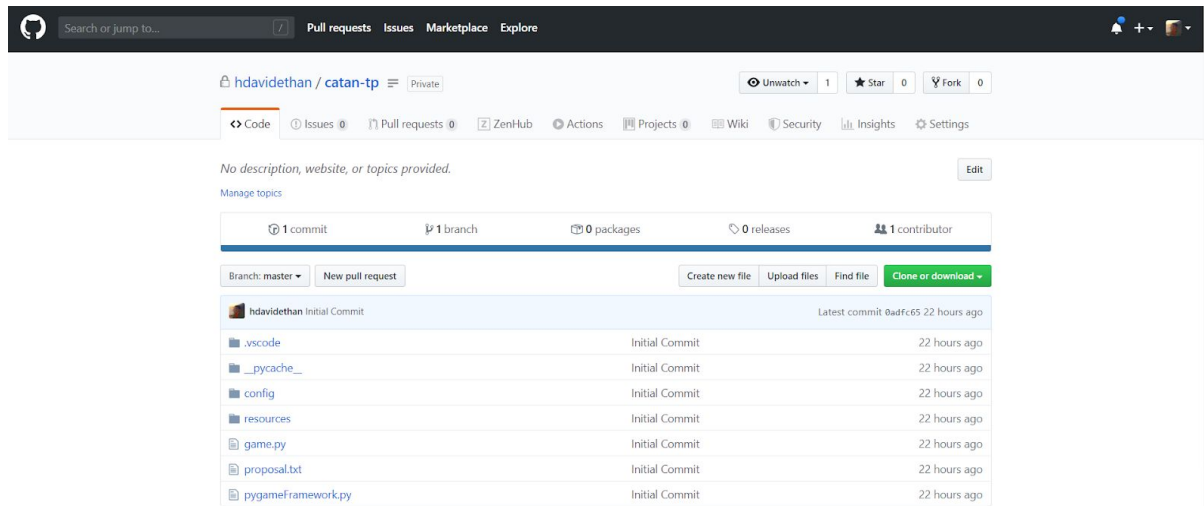 Search or jump to... / Pull requests Issues Marketplace Explore
hdavidethan / catan-tp Private Unwatch 1 Star 0 Fork 0
Code Issues 0 Pull requests 0 ZenHub Actions Projects 0 Wiki Security Insights Settings
No description, website, or topics provided. Edit
Manage topics
1 commit 1 branch 0 packages 0 releases 1 contributor
Branch: master New pull request Create new file Upload files Find file Clone or download
hdavidethan Initial Commit Latest commit 0adfc65 22 hours ago
.vscode Initial Commit 22 hours ago
__pycache__ Initial Commit 22 hours ago
config Initial Commit 22 hours ago
resources Initial Commit 22 hours ago
game.py Initial Commit 22 hours ago
proposal.txt Initial Commit 22 hours ago
pygameFramework.py Initial Commit 22 hours ago